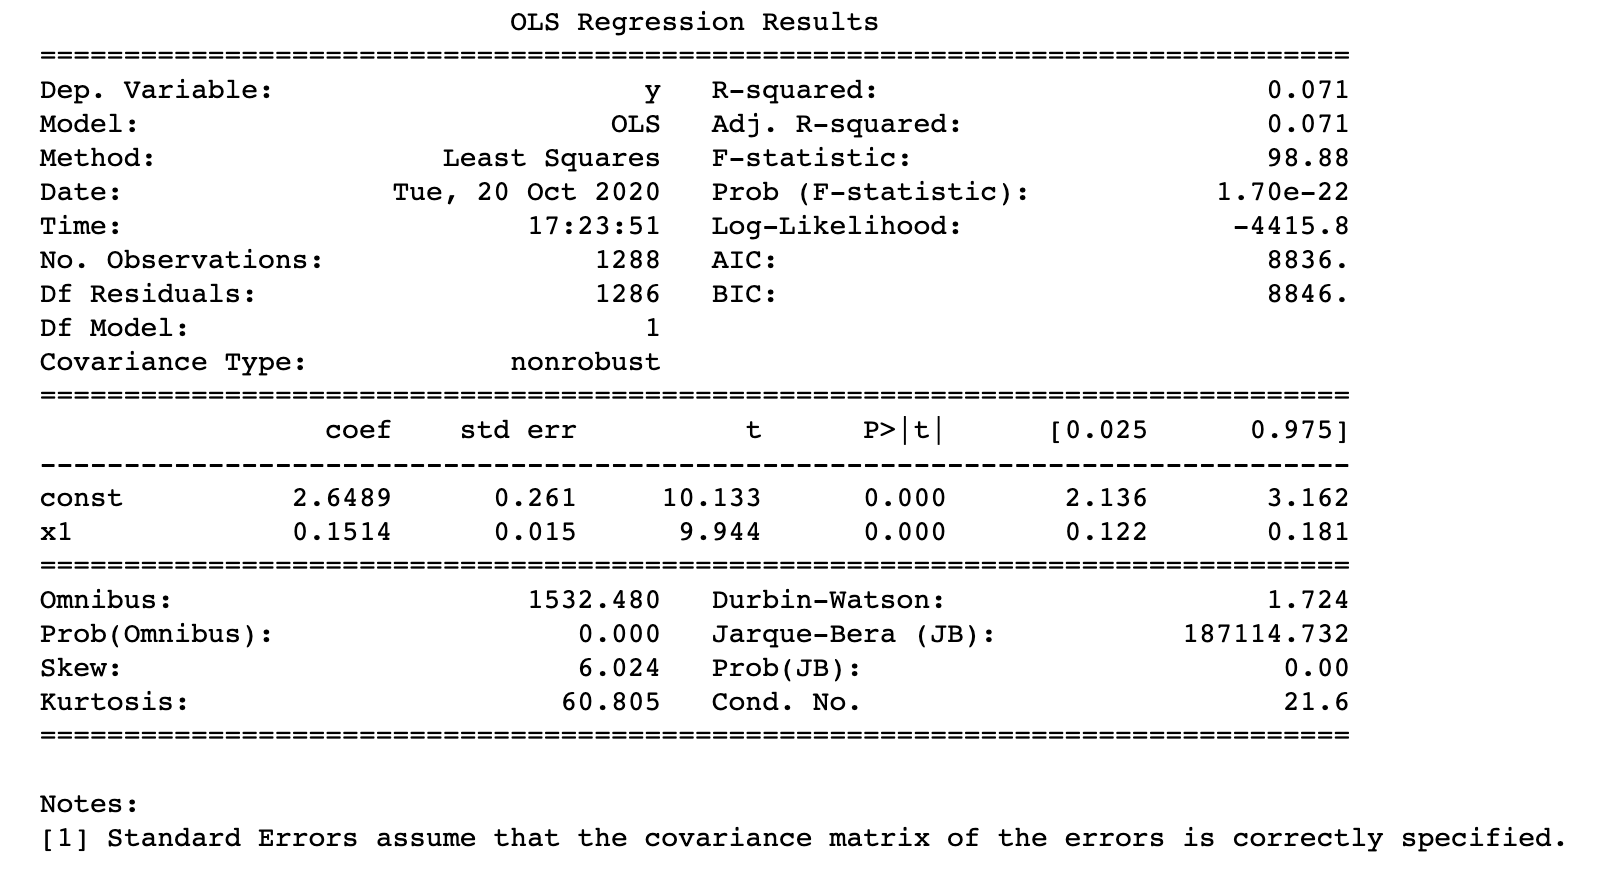 OLS Regression Results
==============================================================================
Dep. Variable:                      y   R-squared:                       0.071
Model:                            OLS   Adj. R-squared:                  0.071
Method:                 Least Squares   F-statistic:                     98.88
Date:                Tue, 20 Oct 2020   Prob (F-statistic):           1.70e-22
Time:                        17:23:51   Log-Likelihood:                -4415.8
No. Observations:                1288   AIC:                             8836.
Df Residuals:                    1286   BIC:                             8846.
Df Model:                           1
Covariance Type:            nonrobust
==============================================================================
                 coef    std err          t      P>|t|      [0.025      0.975]
------------------------------------------------------------------------------
const          2.6489      0.261     10.133      0.000       2.136       3.162
x1             0.1514      0.015      9.944      0.000       0.122       0.181
==============================================================================
Omnibus:                     1532.480   Durbin-Watson:                   1.724
Prob(Omnibus):                  0.000   Jarque-Bera (JB):           187114.732
Skew:                           6.024   Prob(JB):                         0.00
Kurtosis:                      60.805   Cond. No.                         21.6
==============================================================================
Notes:
[1] Standard Errors assume that the covariance matrix of the errors is correctly specified.